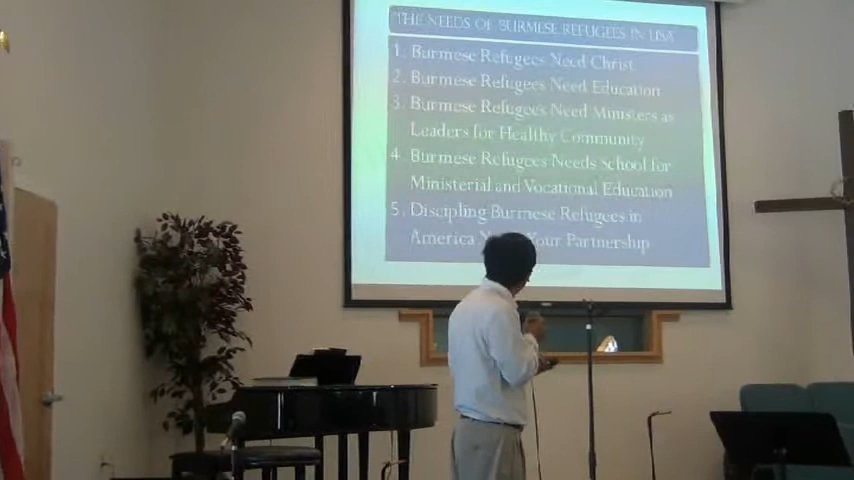 THE NEEDS OF BURMESE REFUGEES IN USA
1. Burmese Refugees Need Christ
2. Burmese Refugees Need Education
3. Burmese Refugees Need Ministers as
Leaders for Healthy Community
4. Burmese Refugees Needs School for
Ministerial and Vocational Education
5. Discipling Burmese Refugees in
America Your Partnership